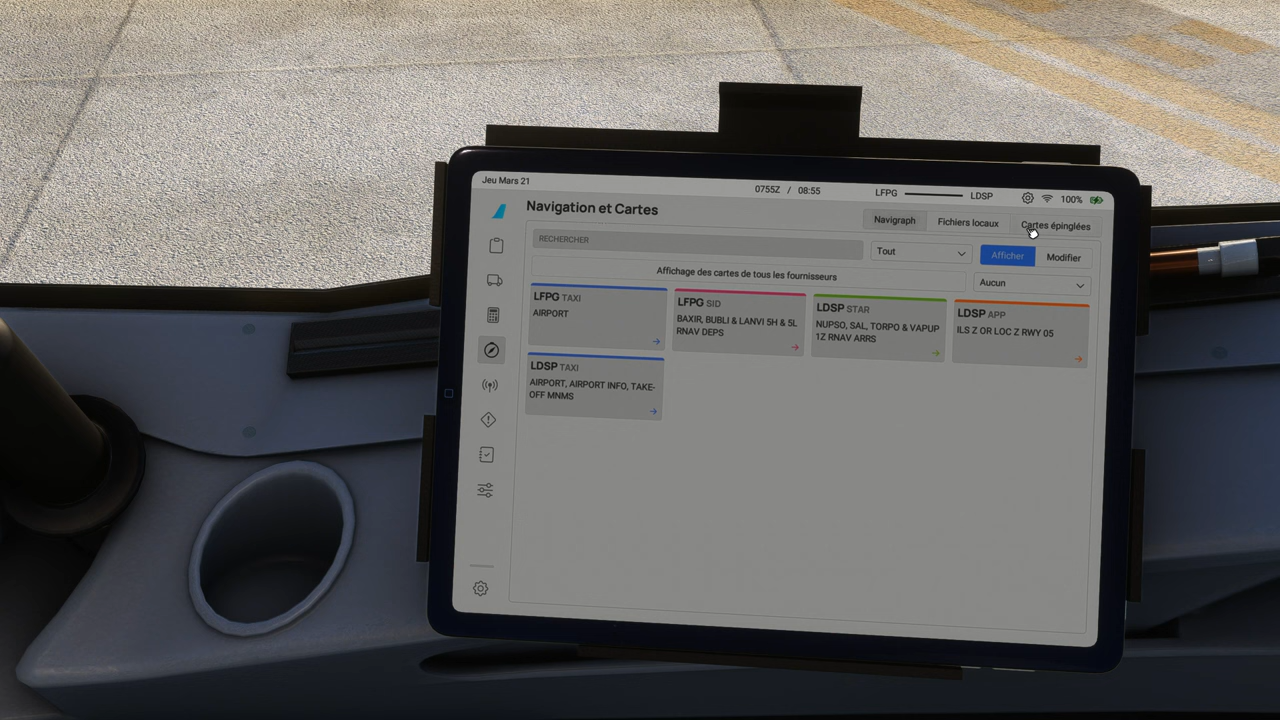 Jeu Mars 21
0755Z / 08:55
LFPG
LDSP
100%
Navigation et Cartes
Navigraph
Fichiers locaux
Cartes épinglées
RECHERCHER
Tout
Afficher
Modifier
Affichage des cartes de tous les fournisseurs
Aucun
LFPG TAXI
AIRPORT
LFPG SID
BAXIR, BUBLI & LANVI 5H & 5L
RNAV DEPS
LDSP STAR
NUPSO, SAL, TORPO & VAPUP
1Z RNAV ARRS
LDSP APP
ILS Z OR LOC Z RWY 05
LDSP TAXI
AIRPORT, AIRPORT INFO, TAKE-
OFF MNMS